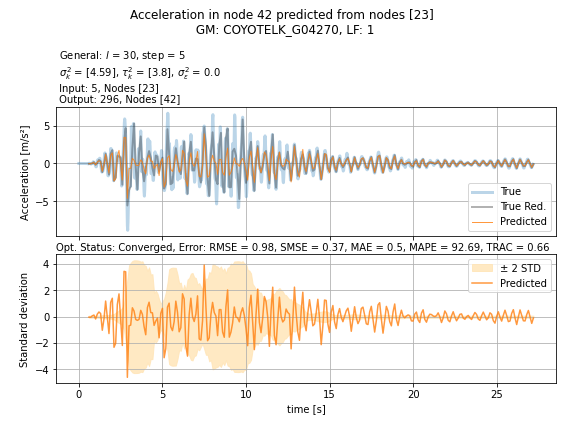 Acceleration in node 42 predicted from nodes [23]
GM: COYOTELK_G04270, LF: 1
General: l = 30, step = 5
σ²ₖ = [4.59], τ²ₖ = [3.8], σ²ε = 0.0
Input: 5, Nodes [23]
Output: 296, Nodes [42]
Acceleration [m/s²]
5
0
−5
True
True Red.
Predicted
Opt. Status: Converged, Error: RMSE = 0.98, SMSE = 0.37, MAE = 0.5, MAPE = 92.69, TRAC = 0.66
Standard deviation
4
2
0
−2
−4
± 2 STD
Predicted
0 5 10 15 20 25
time [s]